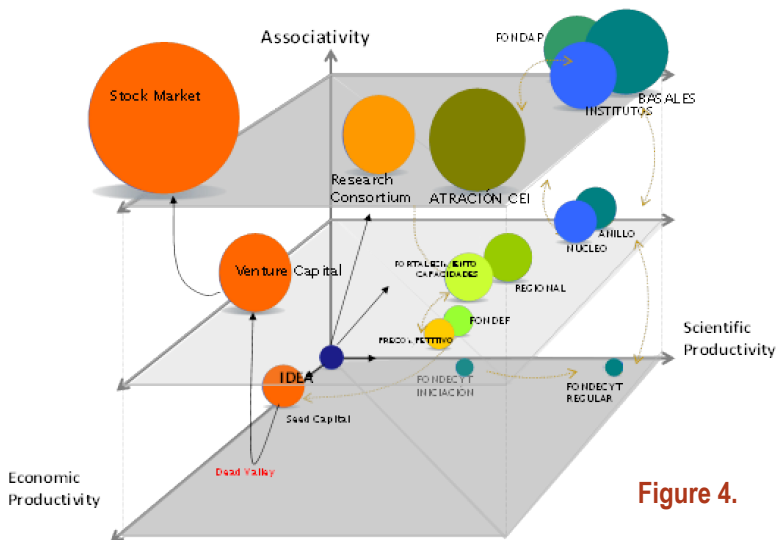 Associativity
FONDAP
Stock Market
BASALES
INSTITUTOS
Research
Consortium
ATRACIÓN CEI
ANILLO
NUCLEO
Venture Capital
CAPACIDADES
REGIONAL
FONDEF
Scientific
Productivity
IDEA
FONDECYT
INICIACION
FONDECYT
REGULAR
Seed Capital
Dead Valley
Economic
Productivity
Figure 4.